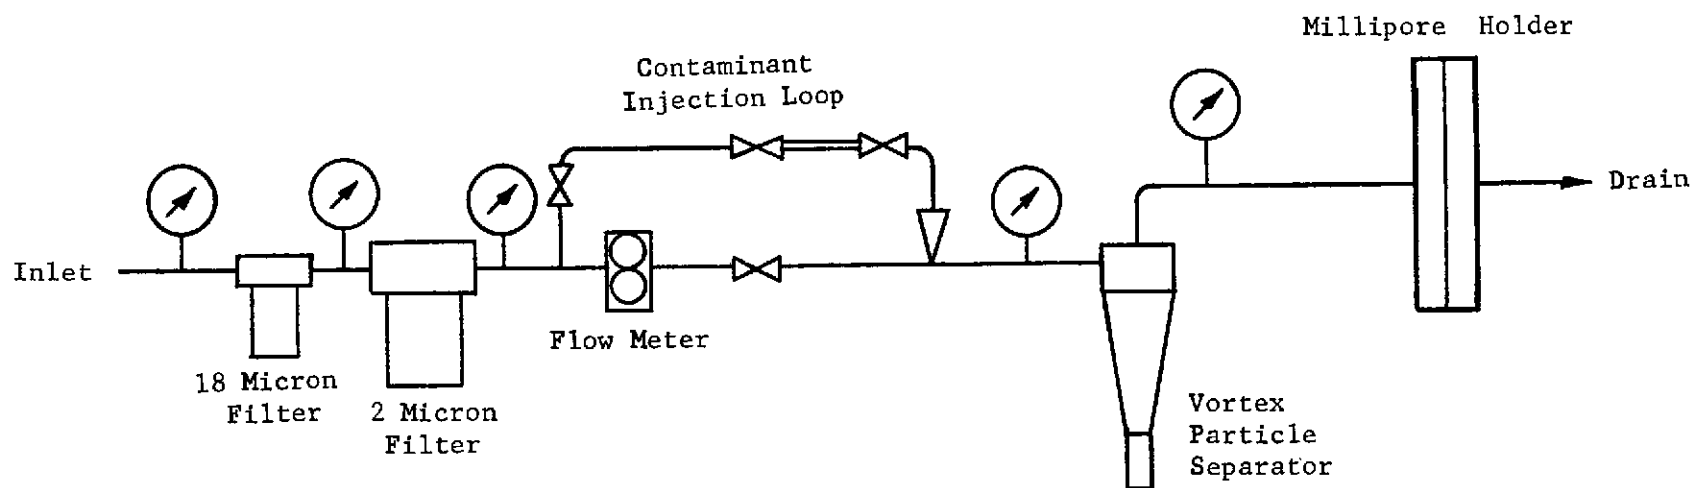 Millipore Holder
Contaminant
Injection Loop
Inlet
Drain
Flow Meter
18 Micron
Filter
2 Micron
Filter
Vortex
Particle
Separator